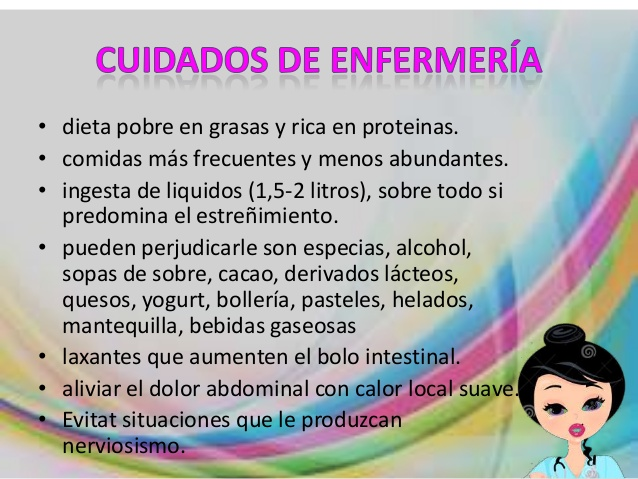 CUIDADOS DE ENFERMERÍA
• dieta pobre en grasas y rica en proteinas.
• comidas más frecuentes y menos abundantes.
• ingesta de liquidos (1,5-2 litros), sobre todo si
predomina el estreñimiento.
• pueden perjudicarle son especias, alcohol,
sopas de sobre, cacao, derivados lácteos,
quesos, yogurt, bollería, pasteles, helados,
mantequilla, bebidas gaseosas
• laxantes que aumenten el bolo intestinal.
• aliviar el dolor abdominal con calor local suave.
• Evitat situaciones que le produzcan
nerviosismo.